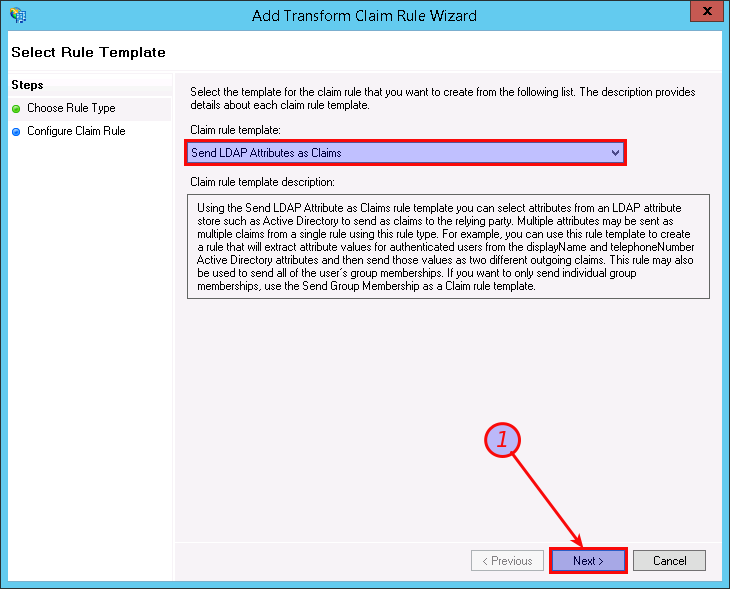 Add Transform Claim Rule Wizard
X
Select Rule Template
Steps
Choose Rule Type
Configure Claim Rule
Select the template for the claim rule that you want to create from the following list. The description provides
details about each claim rule template.
Claim rule template:
Send LDAP Attributes as Claims
Claim rule template description:
Using the Send LDAP Attribute as Claims rule template you can select attributes from an LDAP attribute
store such as Active Directory to send as claims to the relying party. Multiple attributes may be sent as
multiple claims from a single rule using this rule type. For example, you can use this rule template to create
a rule that will extract attribute values for authenticated users from the displayName and telephoneNumber
Active Directory attributes and then send those values as two different outgoing claims. This rule may also
be used to send all of the user's group memberships. If you want to only send individual group
memberships, use the Send Group Membership as a Claim rule template.
1
< Previous
Next >
Cancel